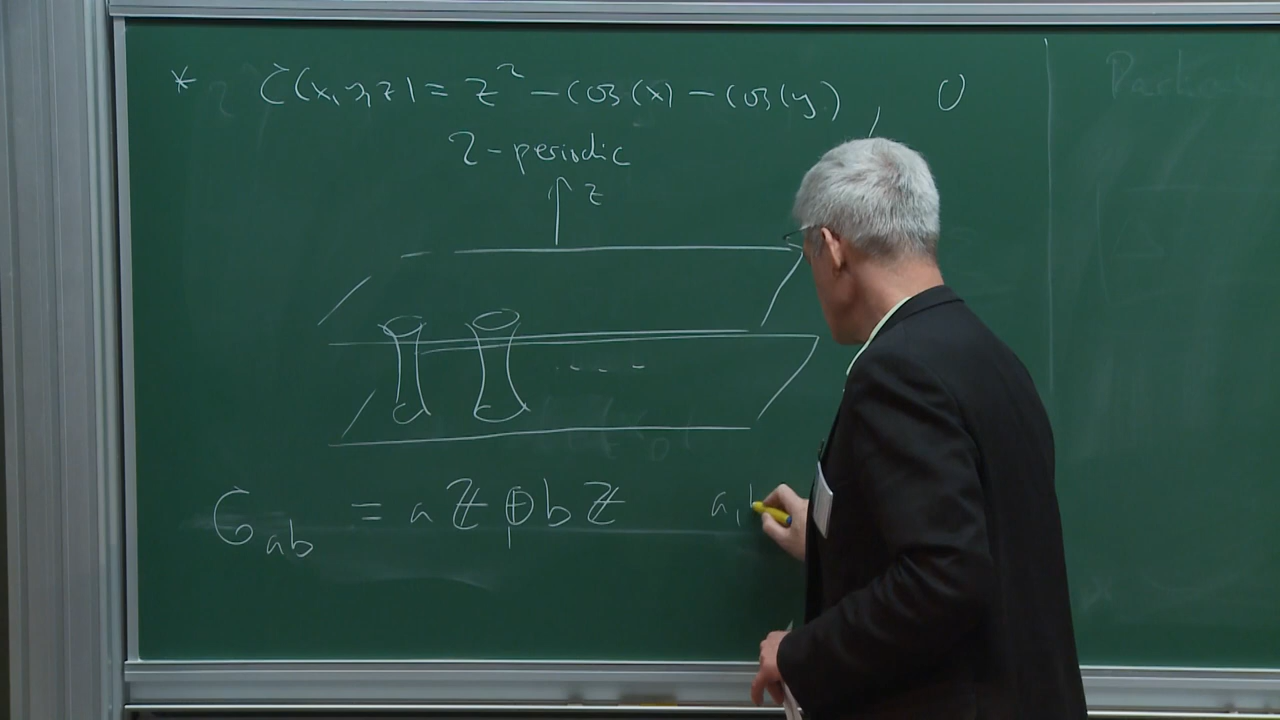 * C(x,y,z) = z² - cos(x) - cos(y), 0
2-periodic
z
....
G_ab = aℤ ⊕ bℤ a,b